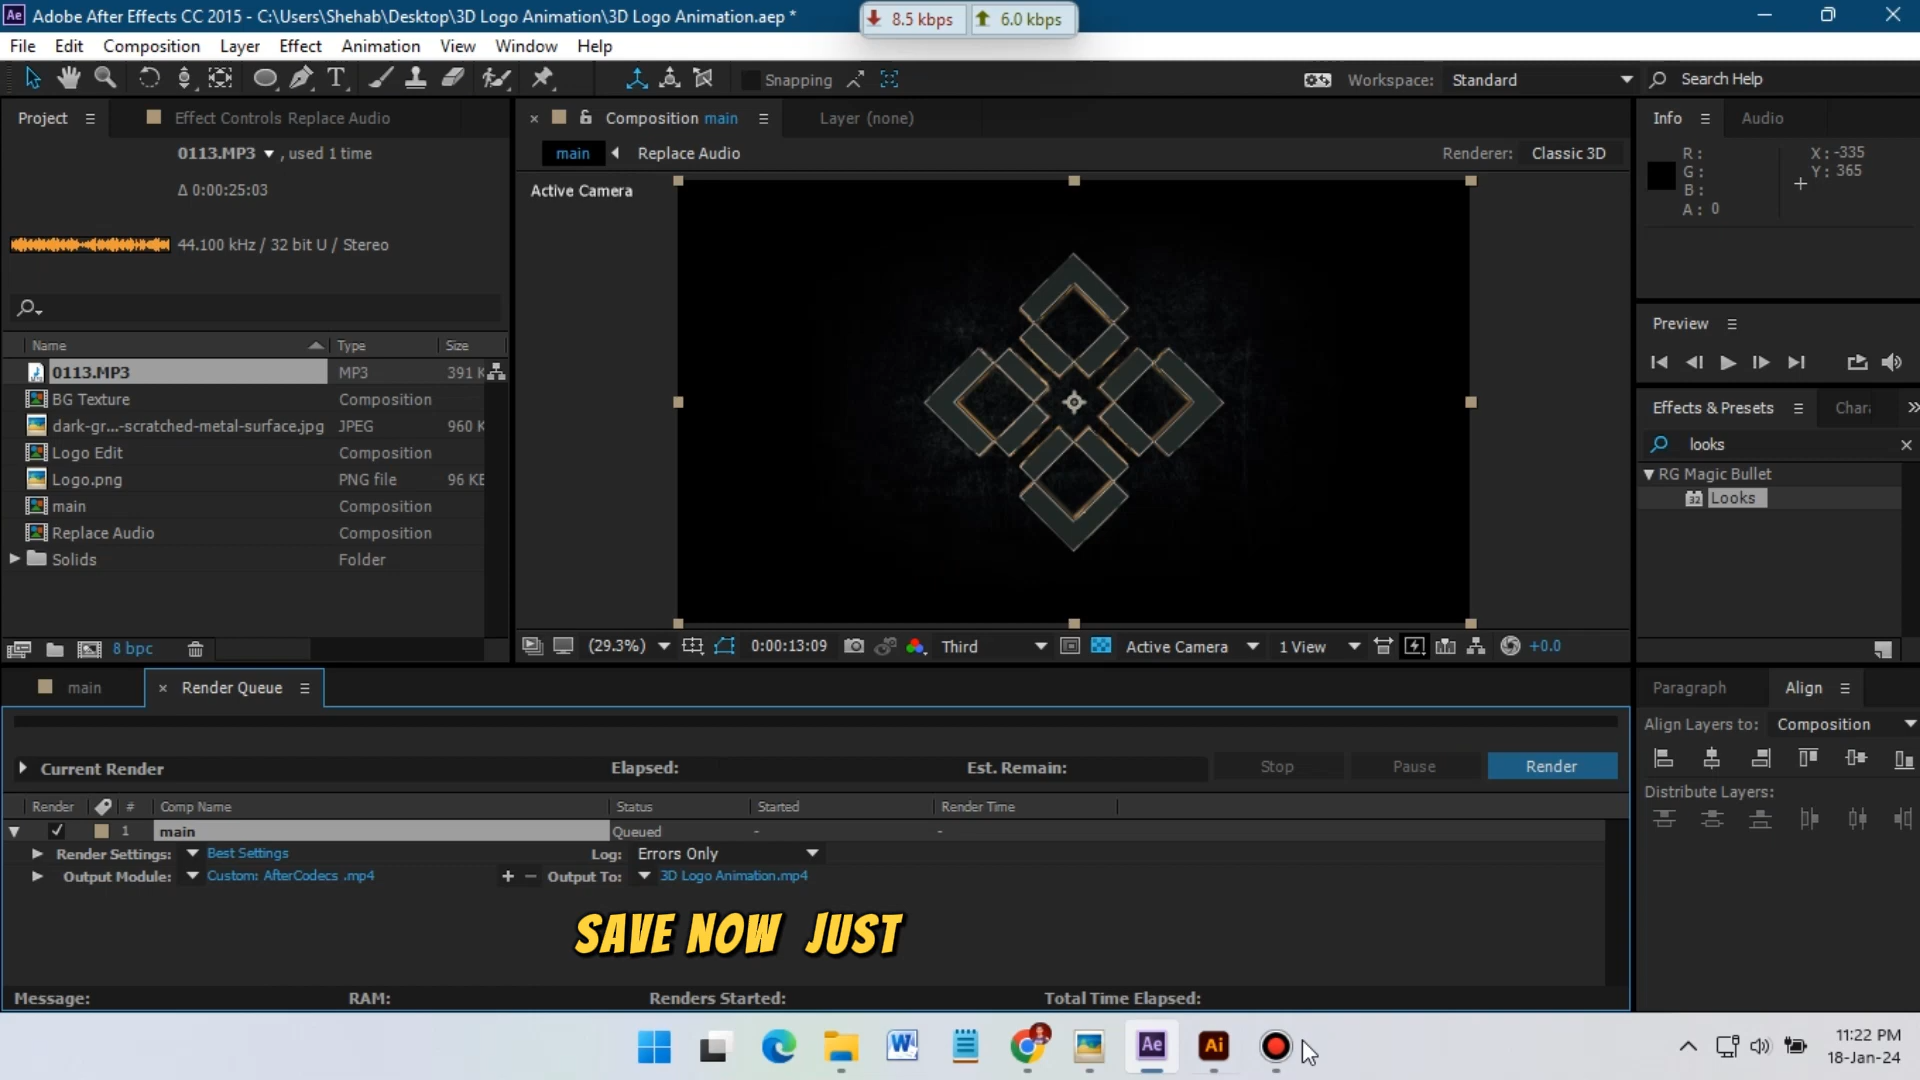 Ae Adobe After Effects CC 2015 - C:\Users\Shehab\Desktop\3D Logo Animation\3D Logo Animation.aep *
8.5 kbps 6.0 kbps
File Edit Composition Layer Effect Animation View Window Help
T Snapping Workspace: Standard Search Help
Project Effect Controls Replace Audio
0113.MP3 , used 1 time
Δ 0:00:25:03
44.100 kHz / 32 bit U / Stereo
Name Type Size
0113.MP3 MP3 391 K
BG Texture Composition
dark-gr...-scratched-metal-surface.jpg JPEG 960 K
Logo Edit Composition
Logo.png PNG file 96 KE
main Composition
Replace Audio Composition
Solids Folder
8 bpc
Composition main Layer (none)
main Replace Audio Renderer: Classic 3D
Active Camera
(29.3%) 0:00:13:09 Third Active Camera 1 View +0.0
Info Audio
R: X: -335
G: Y: 365
B:
A: 0
Preview
Effects & Presets Char
looks
RG Magic Bullet
32 Looks
Paragraph Align
Align Layers to: Composition
Distribute Layers:
main Render Queue
Current Render Elapsed: Est. Remain: Stop Pause Render
Render # Comp Name Status Started Render Time
1 main Queued - -
Render Settings: Best Settings Log: Errors Only
Output Module: Custom: AfterCodecs .mp4 + − Output To: 3D Logo Animation.mp4
SAVE NOW JUST
Message: RAM: Renders Started: Total Time Elapsed:
W Ae Ai
11:22 PM
18-Jan-24